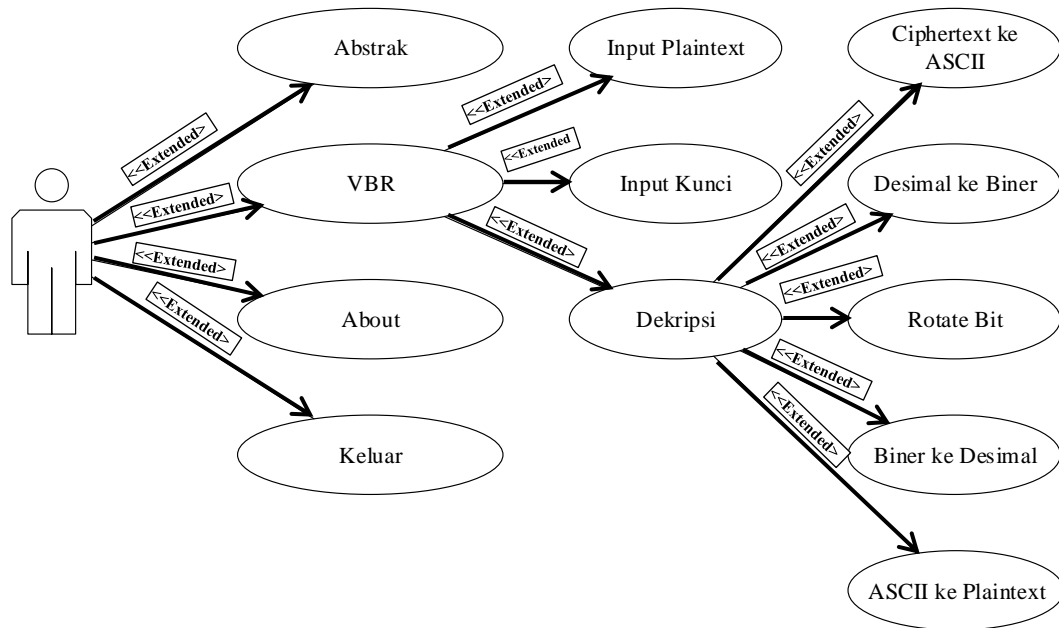 Abstrak
Input Plaintext
Ciphertext ke
ASCII
<<Extended>
<<Extended>
<<Extended>
VBR
<<Extended
Input Kunci
Desimal ke Biner
<<Extended>
<<Extended>
<<Extended>
<<Extended>
<<Extended>
About
Dekripsi
Rotate Bit
<<Extended>
<<Extended>
<<Extended>
Keluar
Biner ke Desimal
ASCII ke Plaintext